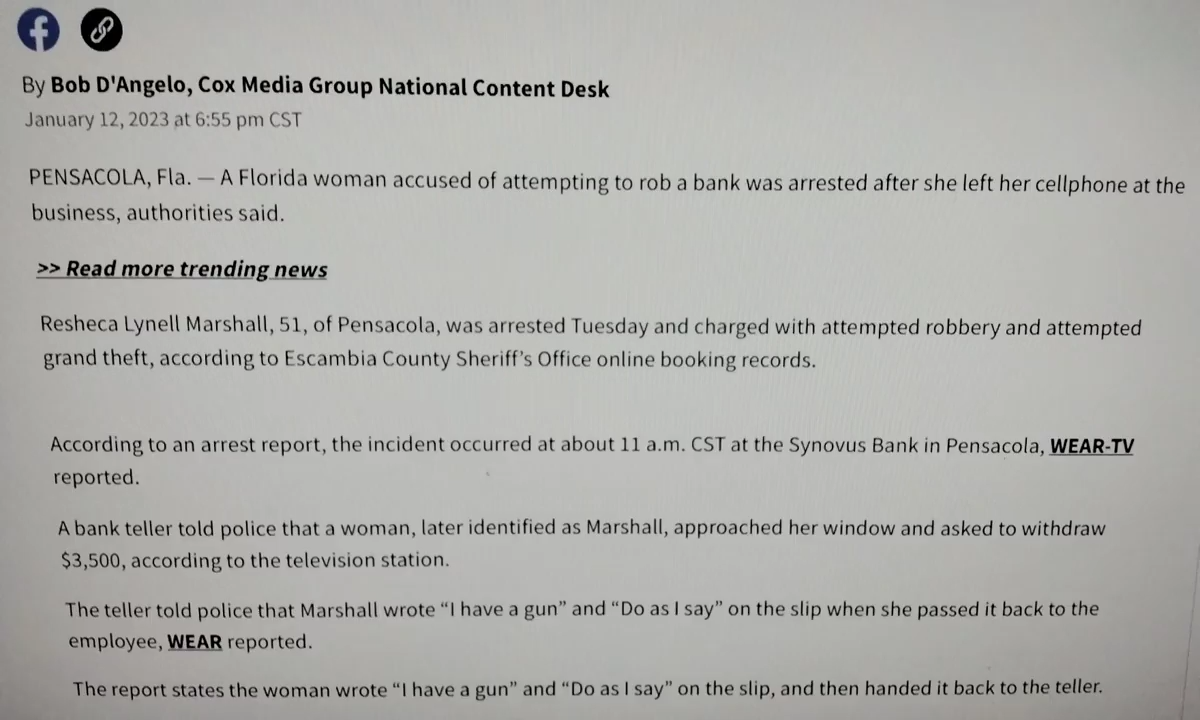 By Bob D'Angelo, Cox Media Group National Content Desk
January 12, 2023 at 6:55 pm CST
PENSACOLA, Fla. — A Florida woman accused of attempting to rob a bank was arrested after she left her cellphone at the
business, authorities said.
>> Read more trending news
Resheca Lynell Marshall, 51, of Pensacola, was arrested Tuesday and charged with attempted robbery and attempted
grand theft, according to Escambia County Sheriff’s Office online booking records.
According to an arrest report, the incident occurred at about 11 a.m. CST at the Synovus Bank in Pensacola, WEAR-TV
reported.
A bank teller told police that a woman, later identified as Marshall, approached her window and asked to withdraw
$3,500, according to the television station.
The teller told police that Marshall wrote “I have a gun” and “Do as I say” on the slip when she passed it back to the
employee, WEAR reported.
The report states the woman wrote “I have a gun” and “Do as I say” on the slip, and then handed it back to the teller.